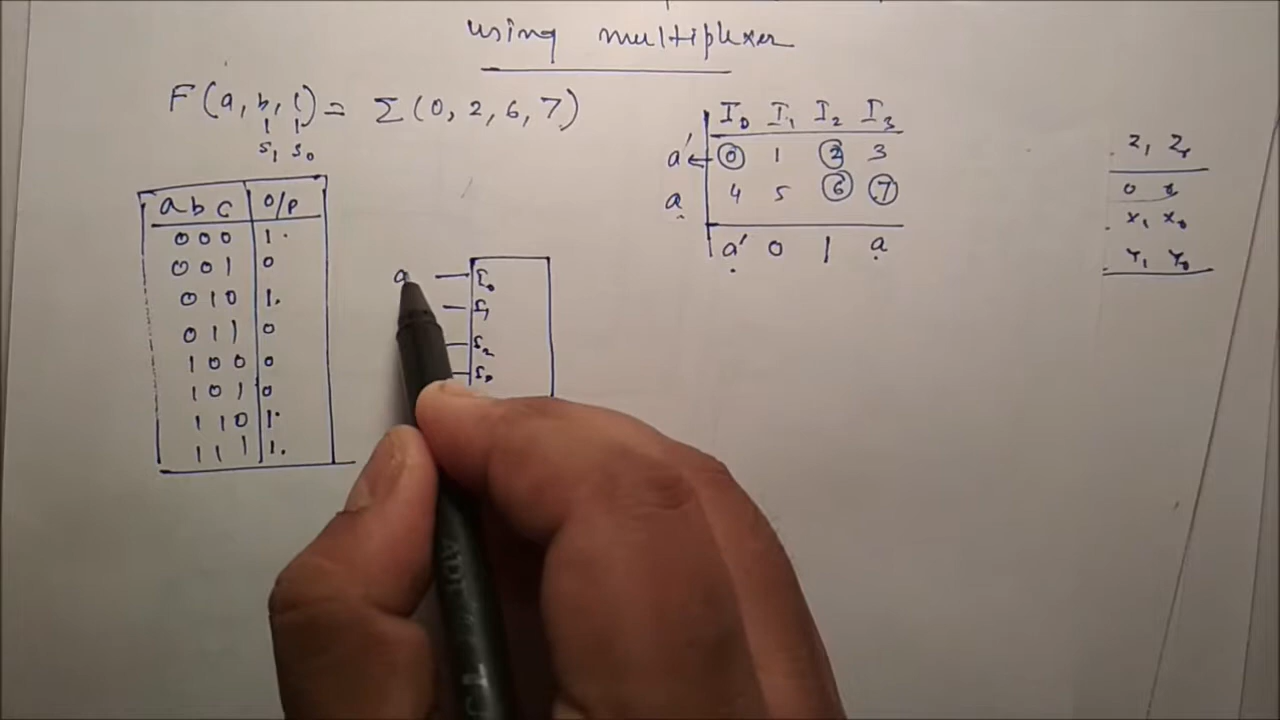 using multiplexer
F(a, b, c) = Σ(0, 2, 6, 7)
S₁ S₀
a b c O/P
0 0 0 1.
0 0 1 0
0 1 0 1.
0 1 1 0
1 0 0 0
1 0 1 0
1 1 0 1.
1 1 1 1.
I₀ I₁ I₂ I₃
a' ← 0 1 2 3
a 4 5 6 7
a' 0 1 a
a I₀
I₁
I₂
Z₁
0
X₁ X₀
Y₁ Y₀